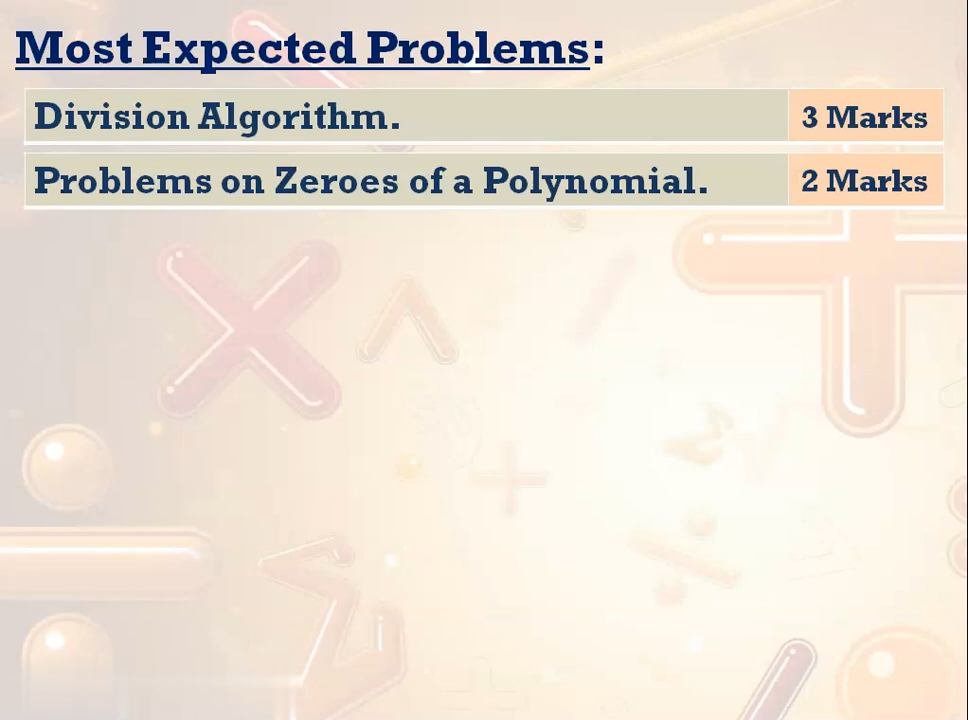 Most Expected Problems:
Division Algorithm. 3 Marks
Problems on Zeroes of a Polynomial. 2 Marks